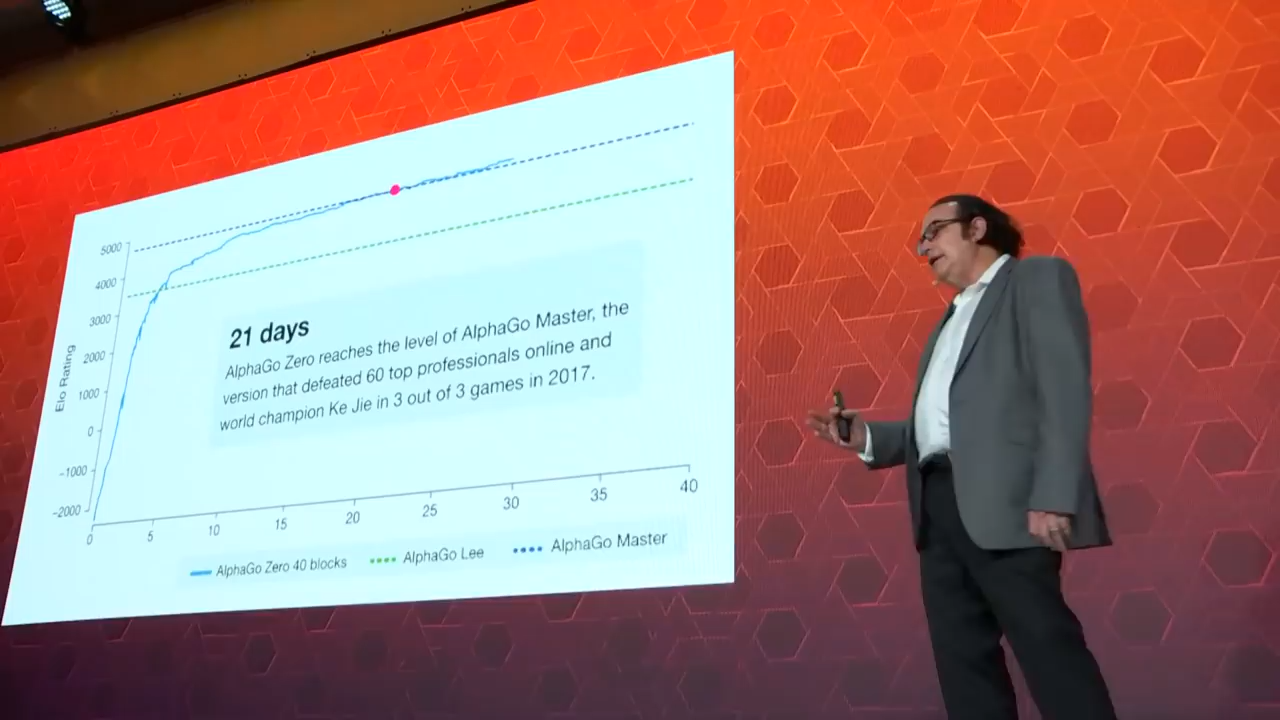 5000
4000
3000
2000
1000
0
−1000
−2000
Elo Rating
21 days
AlphaGo Zero reaches the level of AlphaGo Master, the
version that defeated 60 top professionals online and
world champion Ke Jie in 3 out of 3 games in 2017.
0 5 10 15 20 25 30 35 40
AlphaGo Zero 40 blocks AlphaGo Lee AlphaGo Master